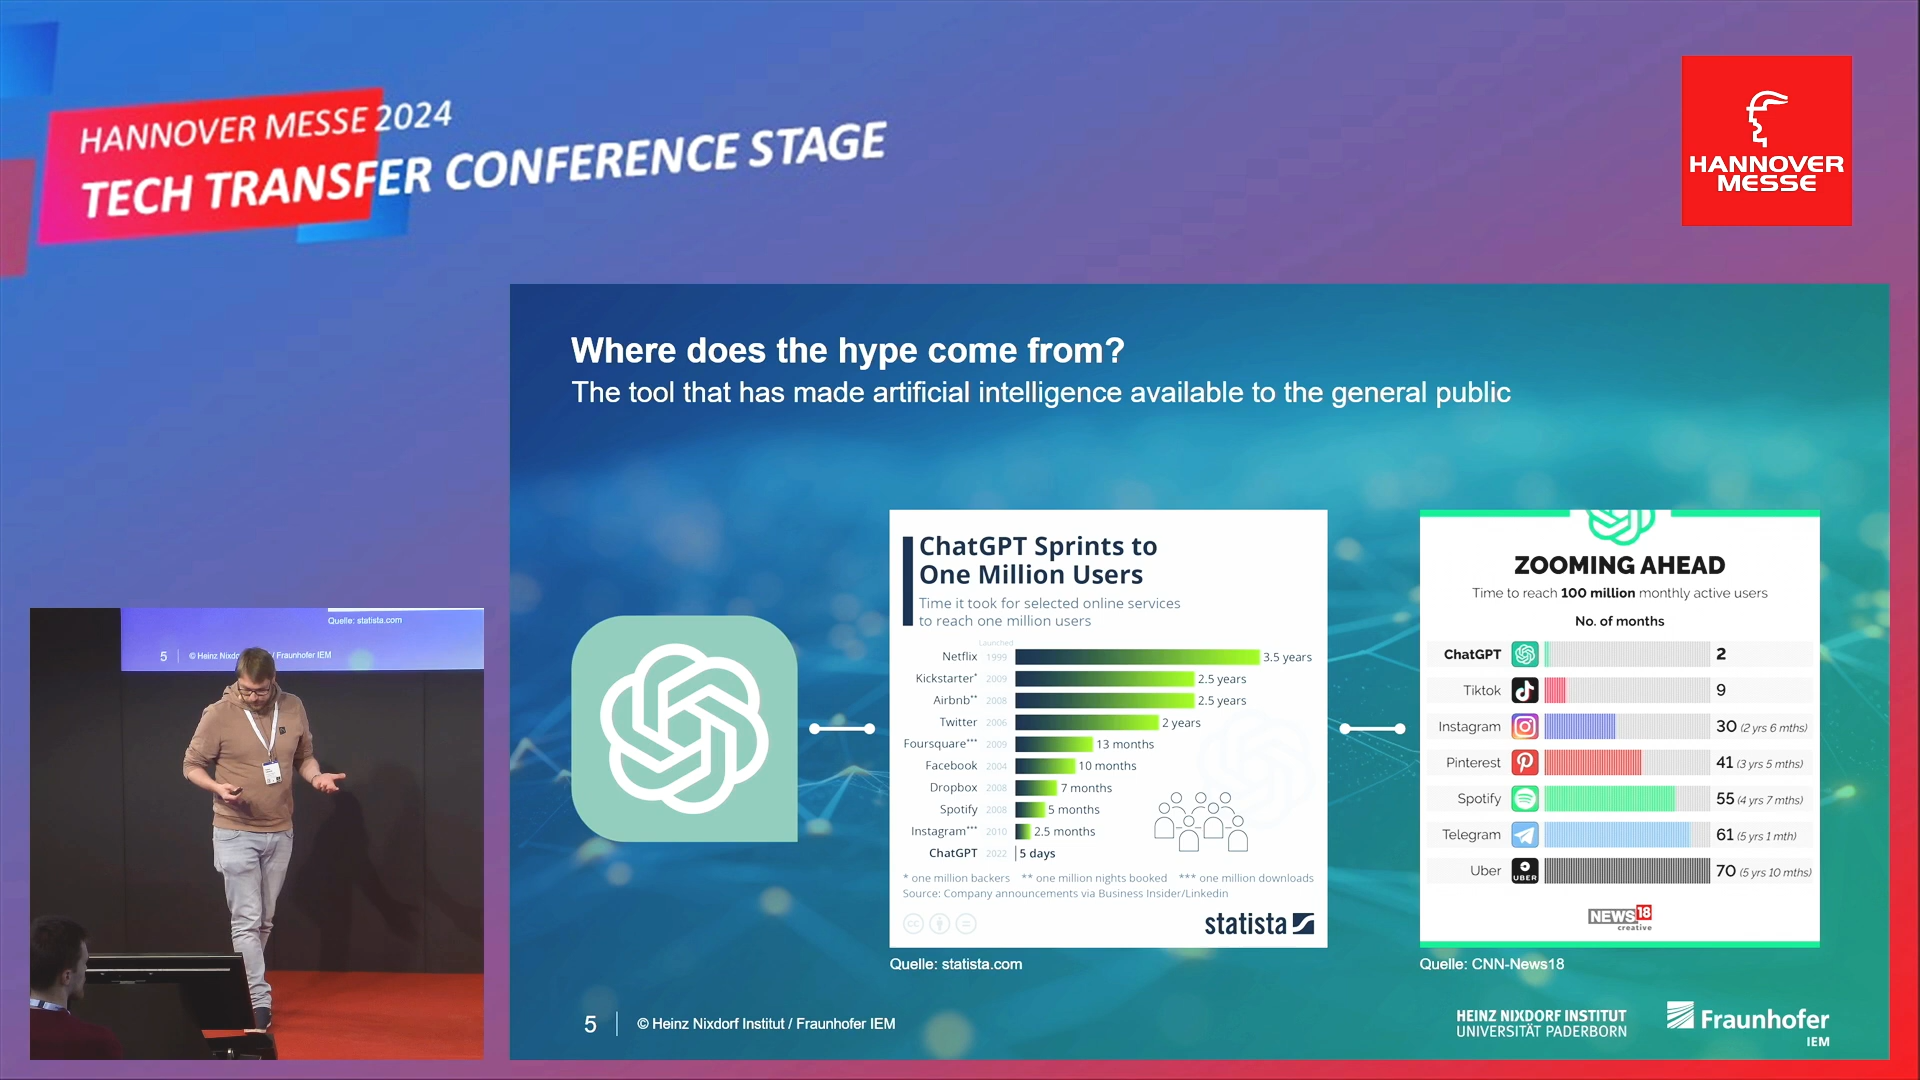 HANNOVER MESSE 2024
TECH TRANSFER CONFERENCE STAGE
HANNOVER
MESSE
Where does the hype come from?
The tool that has made artificial intelligence available to the general public
ChatGPT Sprints to
One Million Users
Time it took for selected online services
to reach one million users
Launched
Netflix 1999 3.5 years
Kickstarter* 2009 2.5 years
Airbnb** 2008 2.5 years
Twitter 2006 2 years
Foursquare*** 2009 13 months
Facebook 2004 10 months
Dropbox 2008 7 months
Spotify 2008 5 months
Instagram*** 2010 2.5 months
ChatGPT 2022 5 days
* one million backers ** one million nights booked *** one million downloads
Source: Company announcements via Business Insider/Linkedin
cc
statista
Quelle: statista.com
ZOOMING AHEAD
Time to reach 100 million monthly active users
No. of months
ChatGPT 2
Tiktok 9
Instagram 30 (2 yrs 6 mths)
Pinterest 41 (3 yrs 5 mths)
Spotify 55 (4 yrs 7 mths)
Telegram 61 (5 yrs 1 mth)
Uber UBER 70 (5 yrs 10 mths)
NEWS18
creative
Quelle: CNN-News18
5 © Heinz Nixdorf Institut / Fraunhofer IEM
HEINZ NIXDORF INSTITUT
UNIVERSITÄT PADERBORN
Fraunhofer
IEM
Quelle: statista.com
5 © Heinz Nixdo / Fraunhofer IEM